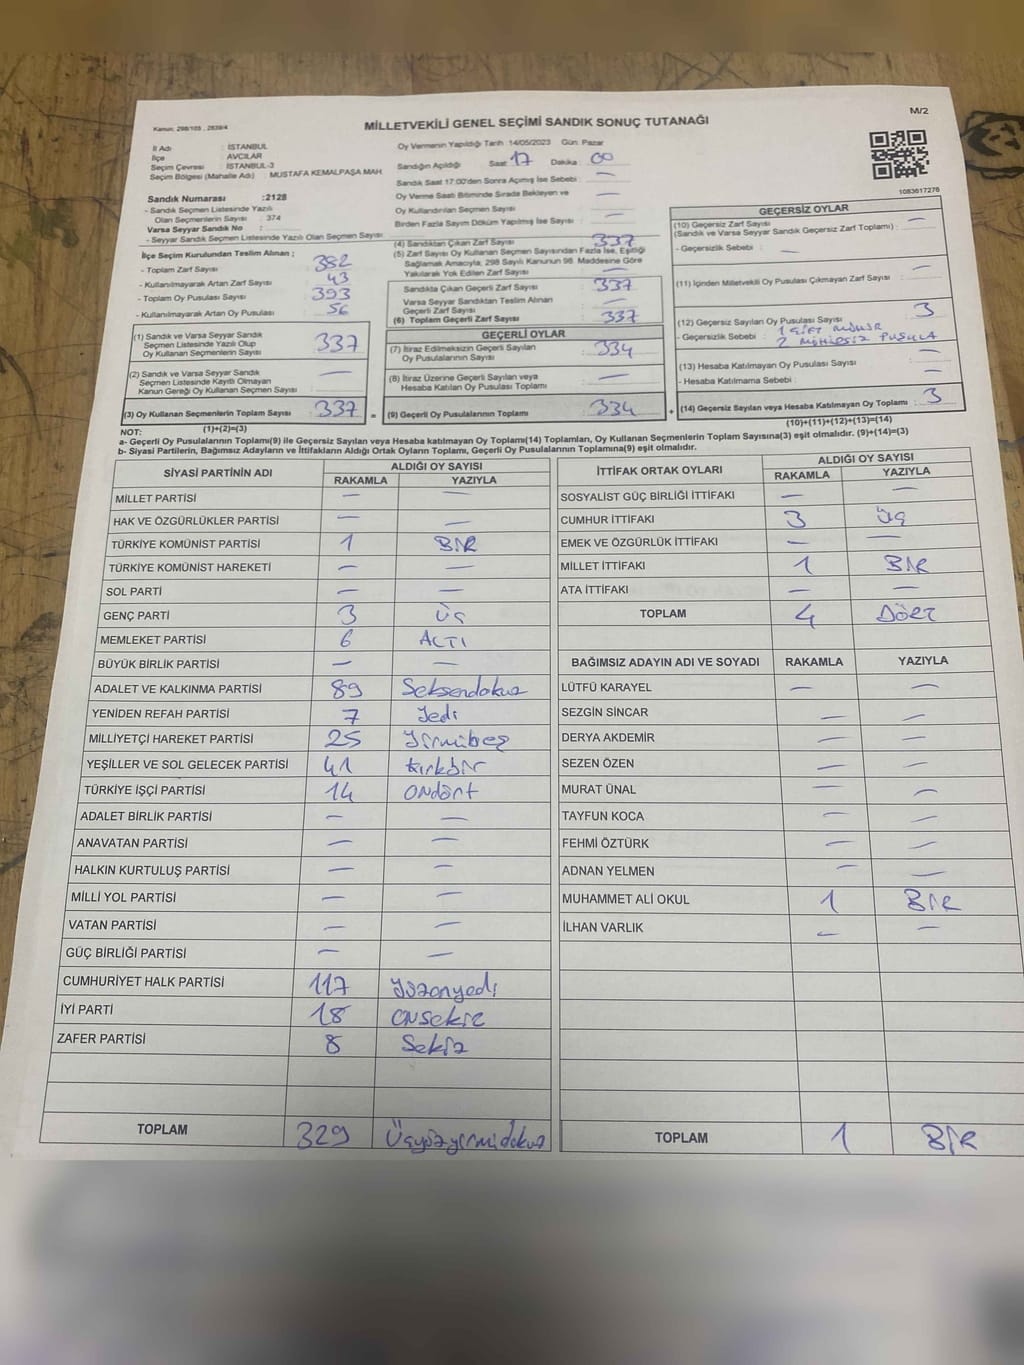 M/2
Kanun: 298/105 , 2839/4
MİLLETVEKİLİ GENEL SEÇİMİ SANDIK SONUÇ TUTANAĞI
İl Adı : İSTANBUL
İlçe : AVCILAR
Seçim Çevresi : İSTANBUL-3
Seçim Bölgesi (Mahalle Adı) MUSTAFA KEMALPAŞA MAH.
Sandık Numarası :2128
- Sandık Seçmen Listesinde Yazılı
Olan Seçmenlerin Sayısı : 374
Varsa Seyyar Sandık No :
- Seyyar Sandık Seçmen Listesinde Yazılı Olan Seçmen Sayısı
İlçe Seçim Kurulundan Teslim Alınan ;
- Toplam Zarf Sayısı
- Kullanılmayarak Artan Zarf Sayısı : 43
- Toplam Oy Pusulası Sayısı : 393
- Kullanılmayarak Artan Oy Pusulası : 56
(1) Sandık ve Varsa Seyyar Sandık
Seçmen Listesinde Yazılı Olup
Oy Kullanan Seçmenlerin Sayısı : 337
(2) Sandık ve Varsa Seyyar Sandık
Seçmen Listesinde Kayıtlı Olmayan
Kanun Gereği Oy Kullanan Seçmen Sayısı : —
(3) Oy Kullanan Seçmenlerin Toplam Sayısı : 337 =
(1)+(2)=(3)
Oy Vermenin Yapıldığı Tarih :14/05/2023 Gün: Pazar
Sandığın Açıldığı Saat: 17 Dakika : 00
Sandık Saat 17:00'den Sonra Açımış İse Sebebi : —
Oy Verme Saati Bitiminde Sırada Bekleyen ve
Oy Kullandırılan Seçmen Sayısı : —
Birden Fazla Sayım Döküm Yapılmış İse Sayısı : —
(4) Sandıktan Çıkan Zarf Sayısı : 337
(5) Zarf Sayısı Oy Kullanan Seçmen Sayısından Fazla İse, Eşitliği
Sağlamak Amacıyla, 298 Sayılı Kanunun 98. Maddesine Göre
Yakılarak Yok Edilen Zarf Sayısı : —
Sandıkta Çıkan Geçerli Zarf Sayısı : 337
Varsa Seyyar Sandıktan Teslim Alınan
Geçerli Zarf Sayısı : —
(6) Toplam Geçerli Zarf Sayısı : 337
GEÇERLİ OYLAR
(7) İtiraz Edilmeksizin Geçerli Sayılan
Oy Pusulalarının Sayısı : 334
(8) İtiraz Üzerine Geçerli Sayılan veya
Hesaba Katılan Oy Pusulası Toplamı : —
(9) Geçerli Oy Pusulalarının Toplamı : 334 +
1083617276
GEÇERSİZ OYLAR
(10) Geçersiz Zarf Sayısı
(Sandık ve Varsa Seyyar Sandık Geçersiz Zarf Toplamı) : —
- Geçersizlik Sebebi : —
(11) İçinden Milletvekili Oy Pusulası Çıkmayan Zarf Sayısı : —
(12) Geçersiz Sayılan Oy Pusulası Sayısı : 3
- Geçersizlik Sebebi : 1 ÇİFT MÜHÜR
2 MÜHÜRSÜZ PUSULA
(13) Hesaba Katılmayan Oy Pusulası Sayısı : —
- Hesaba Katılmama Sebebi : —
(14) Geçersiz Sayılan veya Hesaba Katılmayan Oy Toplamı : 3
(10)+(11)+(12)+(13)=(14)
NOT:
a- Geçerli Oy Pusulalarının Toplamı(9) ile Geçersiz Sayılan veya Hesaba katılmayan Oy Toplamı(14) Toplamları, Oy Kullanan Seçmenlerin Toplam Sayısına(3) eşit olmalıdır. (9)+(14)=(3)
b- Siyasi Partilerin, Bağımsız Adayların ve İttifakların Aldığı Oyların Toplamı, Geçerli Oy Pusulalarının Toplamına(9) eşit olmalıdır.
SİYASİ PARTİNİN ADI ALDIĞI OY SAYISI
RAKAMLA YAZIYLA
MİLLET PARTİSİ — —
HAK VE ÖZGÜRLÜKLER PARTİSİ — —
TÜRKİYE KOMÜNİST PARTİSİ 1 BİR
TÜRKİYE KOMÜNİST HAREKETİ — —
SOL PARTİ — —
GENÇ PARTİ 3 ÜÇ
MEMLEKET PARTİSİ 6 ALTI
BÜYÜK BİRLİK PARTİSİ — —
ADALET VE KALKINMA PARTİSİ 89 Seksendokuz
YENİDEN REFAH PARTİSİ 7 Yedi
MİLLİYETÇİ HAREKET PARTİSİ 25 Yirmibeş
YEŞİLLER VE SOL GELECEK PARTİSİ 41 Kırkbir
TÜRKİYE İŞÇİ PARTİSİ 14 ondört
ADALET BİRLİK PARTİSİ — —
ANAVATAN PARTİSİ — —
HALKIN KURTULUŞ PARTİSİ — —
MİLLİ YOL PARTİSİ — —
VATAN PARTİSİ — —
GÜÇ BİRLİĞİ PARTİSİ — —
CUMHURİYET HALK PARTİSİ 117 Yüzonyedi
İYİ PARTİ 18 ONSekiz
ZAFER PARTİSİ 8 Sekiz
TOPLAM 329 Üçyüzyirmidokuz
İTTİFAK ORTAK OYLARI ALDIĞI OY SAYISI
RAKAMLA YAZIYLA
SOSYALİST GÜÇ BİRLİĞİ İTTİFAKI — —
CUMHUR İTTİFAKI 3 Üç
EMEK VE ÖZGÜRLÜK İTTİFAKI — —
MİLLET İTTİFAKI 1 BİR
ATA İTTİFAKI — —
TOPLAM 4 DÖRT
BAĞIMSIZ ADAYIN ADI VE SOYADI RAKAMLA YAZIYLA
LÜTFÜ KARAYEL — —
SEZGİN SİNCAR — —
DERYA AKDEMİR — —
SEZEN ÖZEN — —
MURAT ÜNAL — —
TAYFUN KOCA — —
FEHMİ ÖZTÜRK — —
ADNAN YELMEN — —
MUHAMMET ALİ OKUL 1 BİR
İLHAN VARLIK — —
TOPLAM 1 BİR